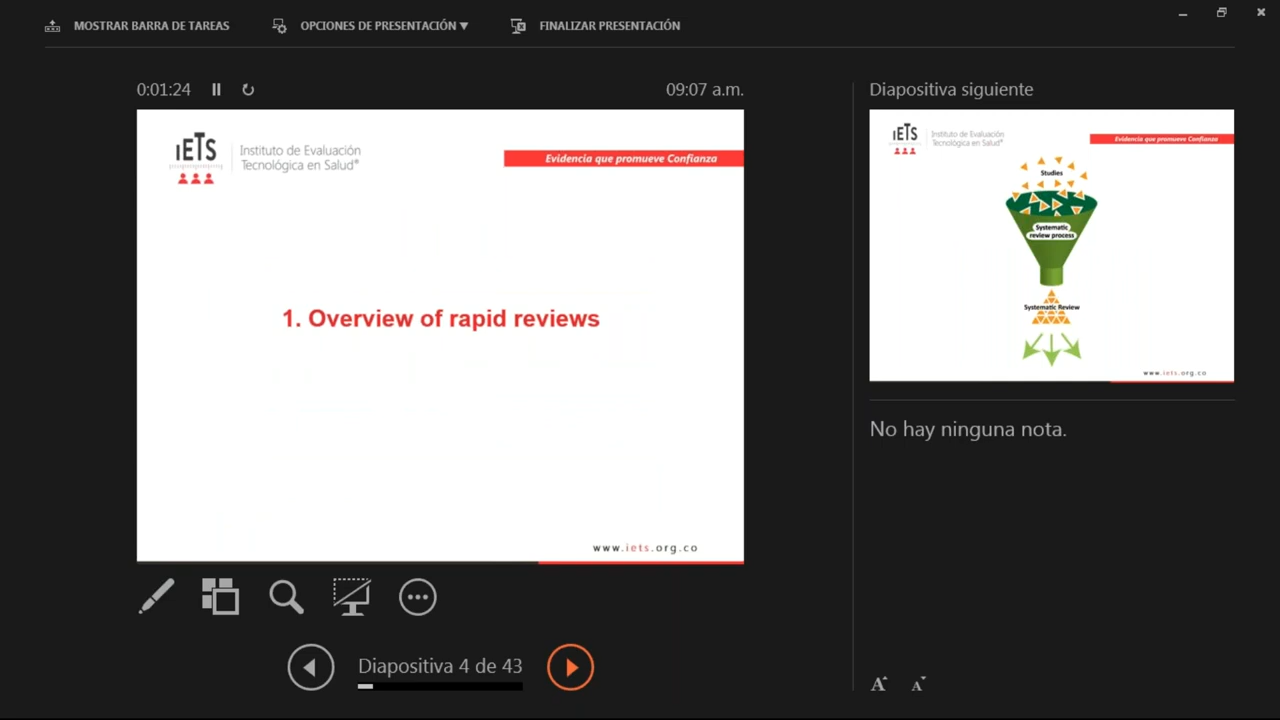 MOSTRAR BARRA DE TAREAS
OPCIONES DE PRESENTACIÓN
FINALIZAR PRESENTACIÓN
0:01:24
09:07 a.m.
IETS
Instituto de Evaluación
Tecnológica en Salud®
Evidencia que promueve Confianza
1. Overview of rapid reviews
www.iets.org.co
Diapositiva 4 de 43
Diapositiva siguiente
IETS
Instituto de Evaluación
Tecnológica en Salud®
Evidencia que promueve Confianza
Studies
Systematic
review process
Systematic Review
www.iets.org.co
No hay ninguna nota.
A A